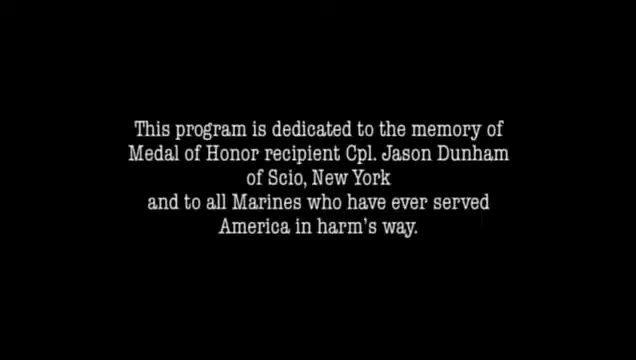 This program is dedicated to the memory of
Medal of Honor recipient Cpl. Jason Dunham
of Scio, New York
and to all Marines who have ever served
America in harm's way.